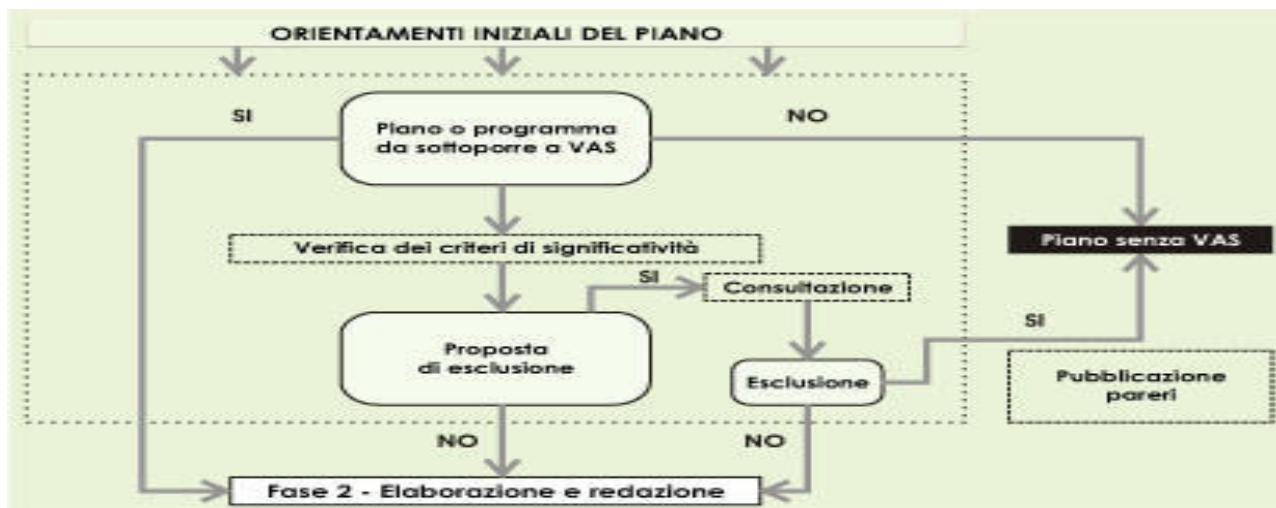 ORIENTAMENTI INIZIALI DEL PIANO
SI
NO
Piano o programma
da sottoporre a VAS
Verifica dei criteri di significatività
Piano senza VAS
SI
Consultazione
SI
Proposta
di esclusione
Esclusione
Pubblicazione
pareri
NO
NO
Fase 2 - Elaborazione e redazione